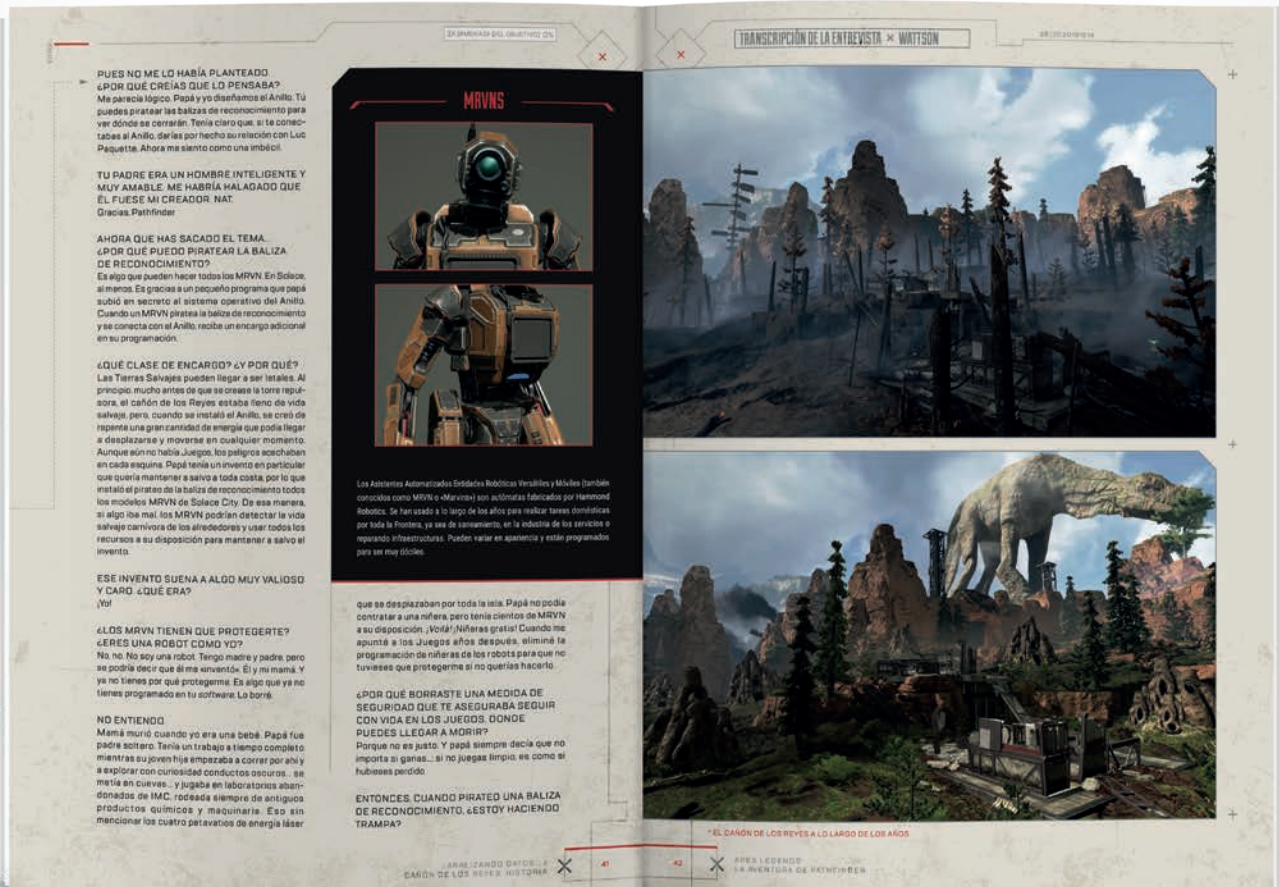 TRANSCRIPCIÓN DE LA ENTREVISTA × WATTSON
PUES NO ME LO HABÍA PLANTEADO.
¿POR QUÉ CREÍAS QUE LO PENSABA?
Me parecía lógico. Papá y yo diseñamos el Anillo. Tú
puedes piratear las balizas de reconocimiento para
ver dónde se cerrarán. Tenía claro que, si te conec-
tabas al Anillo, darías por hecho su relación con Luc
Paquette. Ahora me siento como una imbécil.
TU PADRE ERA UN HOMBRE INTELIGENTE Y
MUY AMABLE. ME HABRÍA HALAGADO QUE
ÉL FUESE MI CREADOR, NAT.
Gracias, Pathfinder
AHORA QUE HAS SACADO EL TEMA...
¿POR QUÉ PUEDO PIRATEAR LA BALIZA
DE RECONOCIMIENTO?
Es algo que pueden hacer todos los MRVN. En Solace,
al menos. Es gracias a un pequeño programa que papá
subió en secreto al sistema operativo del Anillo.
Cuando un MRVN piratea la baliza de reconocimiento
y se conecta con el Anillo, recibe un encargo adicional
en su programación.
¿QUÉ CLASE DE ENCARGO? ¿Y POR QUÉ?
Las Tierras Salvajes pueden llegar a ser letales. Al
principio, mucho antes de que se crease la torre repul-
sora, el cañón de los Reyes estaba lleno de vida
salvaje, pero, cuando se instaló el Anillo, se creó de
repente una gran cantidad de energía que podía llegar
a desplazarse y moverse en cualquier momento.
Aunque aún no había Juegos, los peligros acechaban
en cada esquina. Papá tenía un invento en particular
que quería mantener a salvo a toda costa, por lo que
instaló el pirateo de la baliza de reconocimiento todos
los modelos MRVN de Solace City. De esa manera,
si algo iba mal, los MRVN podrían detectar la vida
salvaje carnívora de los alrededores y usar todos los
recursos a su disposición para mantener a salvo el
invento.
ESE INVENTO SUENA A ALGO MUY VALIOSO
Y CARO. ¿QUÉ ERA?
¡Yo!
¿LOS MRVN TIENEN QUE PROTEGERTE?
¿ERES UNA ROBOT COMO YO?
No, no. No soy una robot. Tengo madre y padre, pero
se podría decir que él me «inventó». Él y mi mamá. Y
ya no tienes por qué protegerme. Es algo que ya no
tienes programado en tu software. Lo borré.
NO ENTIENDO.
Mamá murió cuando yo era una bebé. Papá fue
padre soltero. Tenía un trabajo a tiempo completo
mientras su joven hija empezaba a correr por ahí y
a explorar con curiosidad conductos oscuros... se
metía en cuevas... y jugaba en laboratorios aban-
donados de IMC, rodeada siempre de antiguos
productos químicos y maquinaria. Eso sin
mencionar los cuatro petavatios de energía láser
MRVNS
Los Asistentes Automatizados Entidades Robóticas Versátiles y Móviles (también
conocidos como MRVN o «Marvins») son autómatas fabricados por Hammond
Robotics. Se han usado a lo largo de los años para realizar tareas domésticas
por toda la Frontera, ya sea de saneamiento, en la industria de los servicios o
reparando infraestructuras. Pueden variar en apariencia y están programados
para ser muy dóciles.
que se desplazaban por toda la isla. Papá no podía
contratar a una niñera, pero tenía cientos de MRVN
a su disposición. ¡Voilà! ¡Niñeras gratis! Cuando me
apunté a los Juegos años después, eliminé la
programación de niñeras de los robots para que no
tuvieses que protegerme si no querías hacerlo.
¿POR QUÉ BORRASTE UNA MEDIDA DE
SEGURIDAD QUE TE ASEGURABA SEGUIR
CON VIDA EN LOS JUEGOS, DONDE
PUEDES LLEGAR A MORIR?
Porque no es justo. Y papá siempre decía que no
importa si ganas...; si no juegas limpio, es como si
hubieses perdido.
ENTONCES, CUANDO PIRATEO UNA BALIZA
DE RECONOCIMIENTO, ¿ESTOY HACIENDO
TRAMPA?
* EL CAÑÓN DE LOS REYES A LO LARGO DE LOS AÑOS
ANALIZANDO DATOS...
CAÑÓN DE LOS REYES: HISTORIA
41
42
APEX LEGENDS
LA AVENTURA DE PATHFINDER